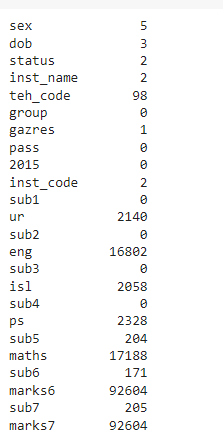 sex 5
dob 3
status 2
inst_name 2
teh_code 98
group 0
gazres 1
pass 0
2015 0
inst_code 2
sub1 0
ur 2140
sub2 0
eng 16802
sub3 0
isl 2058
sub4 0
ps 2328
sub5 204
maths 17188
sub6 171
marks6 92604
sub7 205
marks7 92604